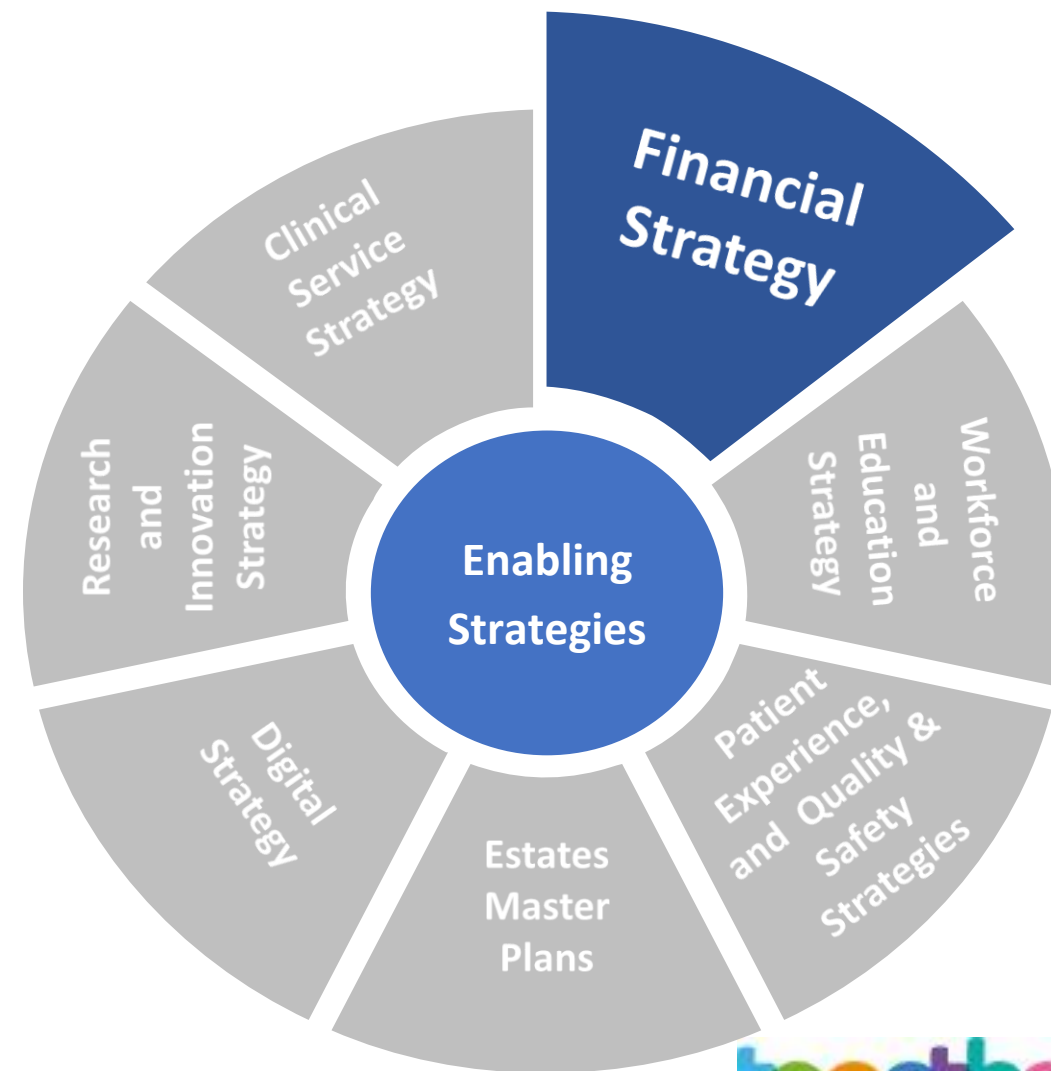 Financial
Strategy
Workforce
and
Education
Strategy
Patient
Experience,
and Quality &
Safety
Strategies
Estates
Master
Plans
Digital
Strategy
Research
and
Innovation
Strategy
Clinical
Service
Strategy
Enabling
Strategies